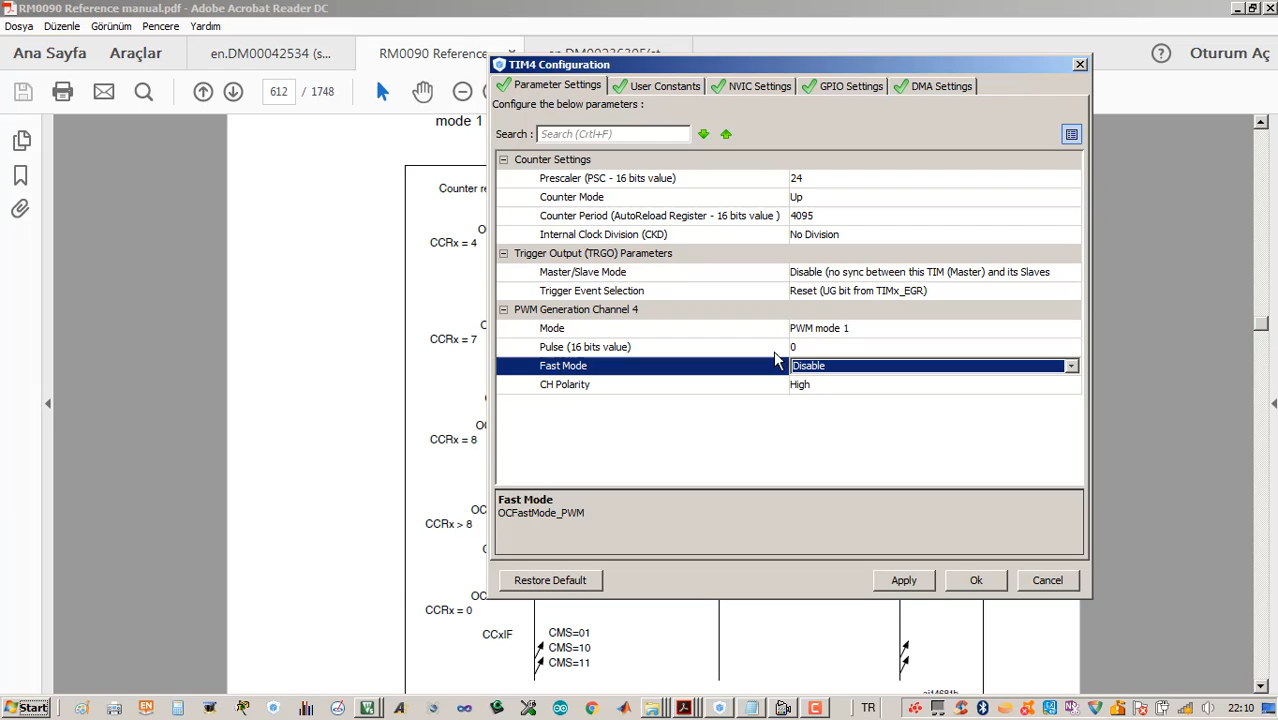 RM0090 Reference manual.pdf - Adobe Acrobat Reader DC
Dosya Düzenle Görünüm Pencere Yardım
Ana Sayfa Araçlar en.DM00042534 (s... RM0090 Reference Oturum Aç
612 / 1748
mode 1
Counter re
CCRx = 4
CCRx = 7
CCRx = 8
CCRx > 8
CCRx = 0
CCxIF
CMS=01
CMS=10
CMS=11
TIM4 Configuration
Parameter Settings User Constants NVIC Settings GPIO Settings DMA Settings
Configure the below parameters :
Search : Search (Crtl+F)
Counter Settings
Prescaler (PSC - 16 bits value) 24
Counter Mode Up
Counter Period (AutoReload Register - 16 bits value ) 4095
Internal Clock Division (CKD) No Division
Trigger Output (TRGO) Parameters
Master/Slave Mode Disable (no sync between this TIM (Master) and its Slaves
Trigger Event Selection Reset (UG bit from TIMx_EGR)
PWM Generation Channel 4
Mode PWM mode 1
Pulse (16 bits value) 0
Fast Mode Disable
CH Polarity High
Fast Mode
OCFastMode_PWM
Restore Default Apply Ok Cancel
Start TR 22:10